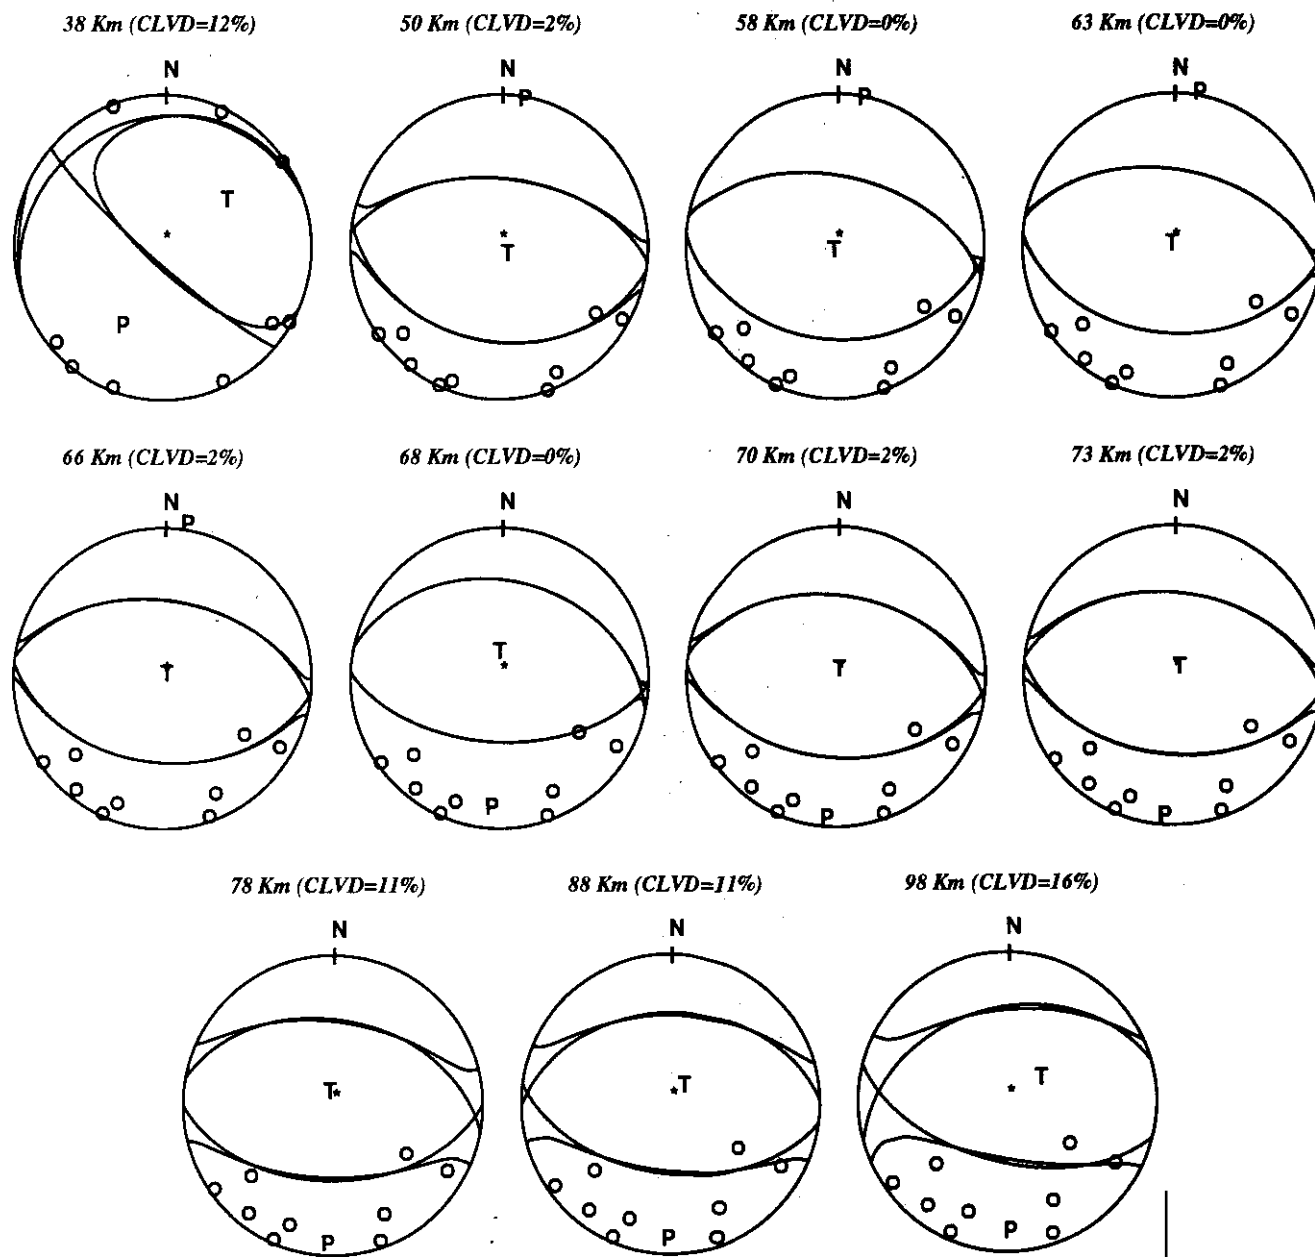 38 Km (CLVD=12%) 50 Km (CLVD=2%) 58 Km (CLVD=0%) 63 Km (CLVD=0%)
N N N N
P P P
T
T T T
P
66 Km (CLVD=2%) 68 Km (CLVD=0%) 70 Km (CLVD=2%) 73 Km (CLVD=2%)
N N N N
P
T T T T
P P P
78 Km (CLVD=11%) 88 Km (CLVD=11%) 98 Km (CLVD=16%)
N N N
T T T
P P P